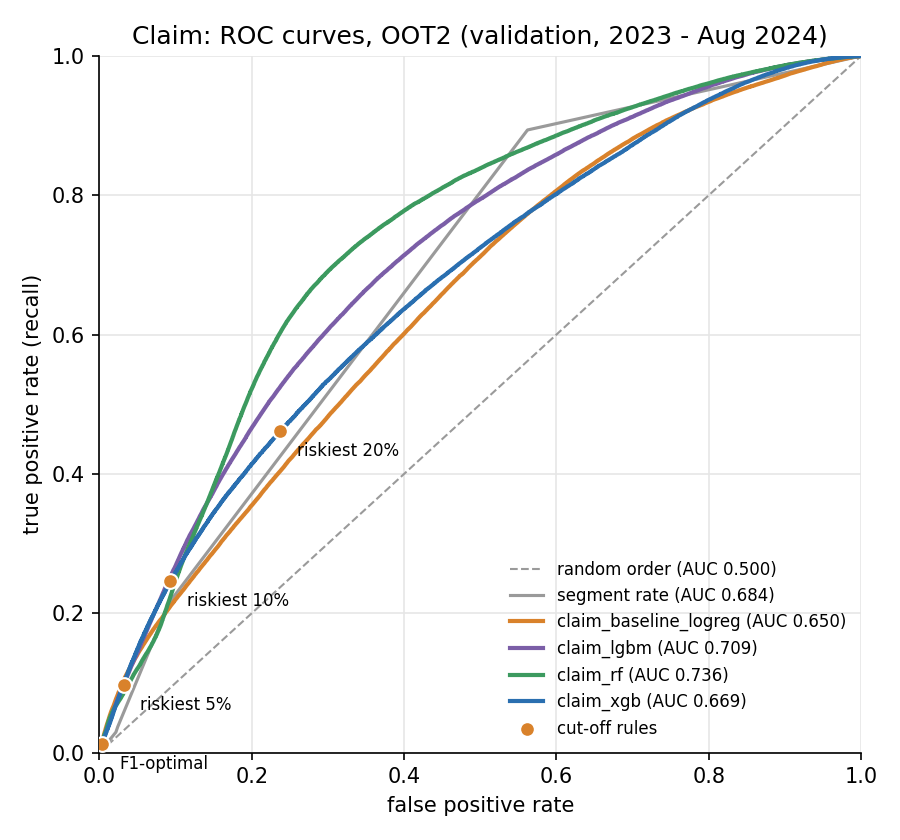 Claim: ROC curves, OOT2 (validation, 2023 - Aug 2024)
1.0
0.8
0.6
0.4
0.2
0.0
true positive rate (recall)
riskiest 20%
riskiest 10%
riskiest 5%
F1-optimal
random order (AUC 0.500)
segment rate (AUC 0.684)
claim_baseline_logreg (AUC 0.650)
claim_lgbm (AUC 0.709)
claim_rf (AUC 0.736)
claim_xgb (AUC 0.669)
cut-off rules
0.0 0.2 0.4 0.6 0.8 1.0
false positive rate